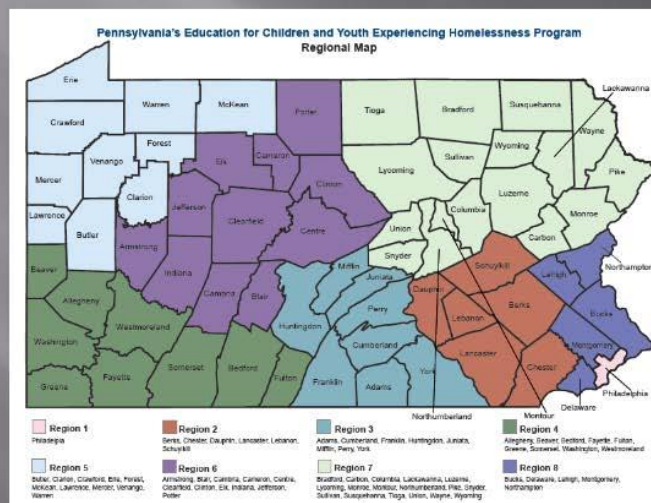 Pennsylvania's Education for Children and Youth Experiencing Homelessness Program
Regional Map
Lackawanna
Erie
Warren
McKean
Potter
Tioga
Bradford
Susquehanna
Wayne
Crawford
Forest
Elk
Cameron
Wyoming
Sullivan
Pike
Venango
Mercer
Clarion
Clinton
Lycoming
Luzerne
Jefferson
Clearfield
Columbia
Monroe
Lawrence
Butler
Centre
Union
Carbon
Armstrong
Snyder
Northampton
Beaver
Indiana
Mifflin
Juniata
Schuylkill
Lehigh
Allegheny
Cambria
Blair
Dauphin
Berks
Bucks
Westmoreland
Huntingdon
Perry
Lebanon
Washington
Cumberland
Montgomery
Somerset
Bedford
Lancaster
Chester
Greene
Fayette
Fulton
Franklin
Adams
York
Philadelphia
Northumberland
Montour
Delaware
Region 1
Philadelpia
Region 2
Berks, Chester, Dauphin, Lancaster, Lebanon,
Schuylkill
Region 3
Adams, Cumberland, Franklin, Huntingdon, Juniata,
Mifflin, Perry, York
Region 4
Allegheny, Beaver, Bedford, Fayette, Fulton,
Greene, Somerset, Washington, Westmoreland
Region 5
Butler, Clarion, Crawford, Erie, Forest,
McKean, Lawrence, Mercer, Venango,
Warren
Region 6
Armstrong, Blair, Cambria, Cameron, Centre,
Clearfield, Clinton, Elk, Indiana, Jefferson,
Potter
Region 7
Bradford, Carbon, Columbia, Lackawanna, Luzerne,
Lycoming, Monroe, Montour, Northumberland, Pike, Snyder,
Sullivan, Susquehanna, Tioga, Union, Wayne, Wyoming
Region 8
Bucks, Delaware, Lehigh, Montgomery,
Northampton